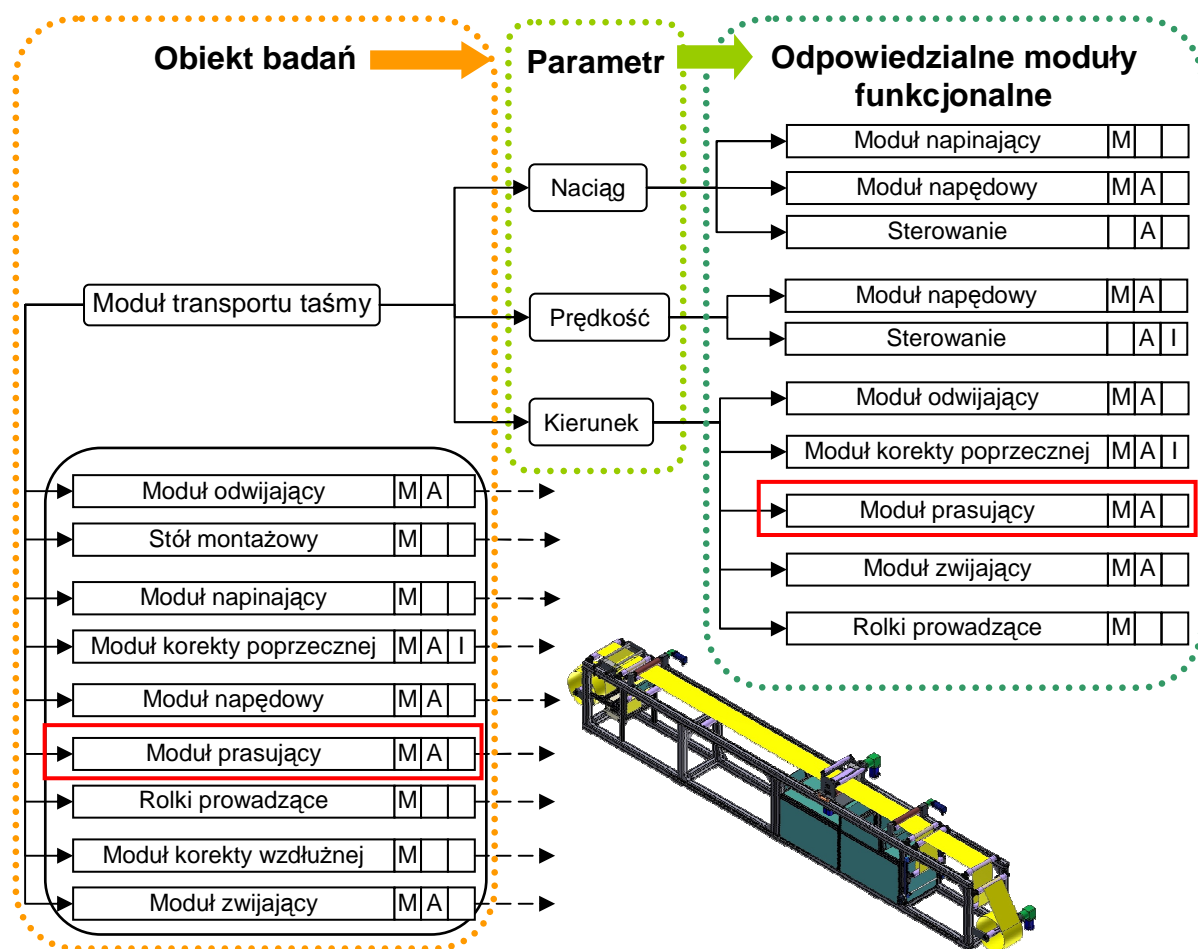 Obiekt badań
Parametr
Odpowiedzialne moduły
funkcjonalne
Moduł transportu taśmy
Naciąg
Prędkość
Kierunek
Moduł napinający M
Moduł napędowy M A
Sterowanie A
Moduł napędowy M A
Sterowanie A I
Moduł odwijający M A
Moduł korekty poprzecznej M A I
Moduł prasujący M A
Moduł zwijający M A
Rolki prowadzące M
Moduł odwijający M A
Stół montażowy M
Moduł napinający M
Moduł korekty poprzecznej M A I
Moduł napędowy M A
Moduł prasujący M A
Rolki prowadzące M
Moduł korekty wzdłużnej M
Moduł zwijający M A